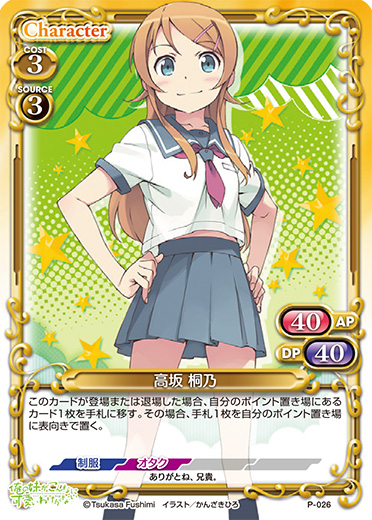 Character
COST
3
SOURCE
3
40 AP
DP 40
高坂 桐乃
このカードが登場または退場した場合、自分のポイント置き場にある
カード1枚を手札に移す。その場合、手札1枚を自分のポイント置き場
に表向きで置く。
制服 オタク
ありがとね、兄貴。
©Tsukasa Fushimi イラスト／かんざきひろ P-026